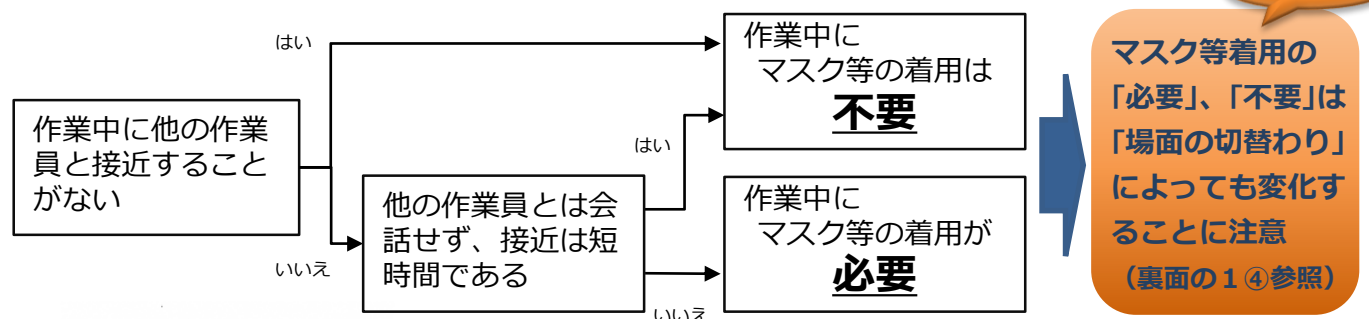 はい
作業中に他の作業
員と接近すること
がない
いいえ
他の作業員とは会
話せず、接近は短
時間である
はい
いいえ
作業中に
マスク等の着用は
不要
作業中に
マスク等の着用が
必要
マスク等着用の
「必要」、「不要」は
「場面の切替わり」
によっても変化す
ることに注意
（裏面の１④参照）